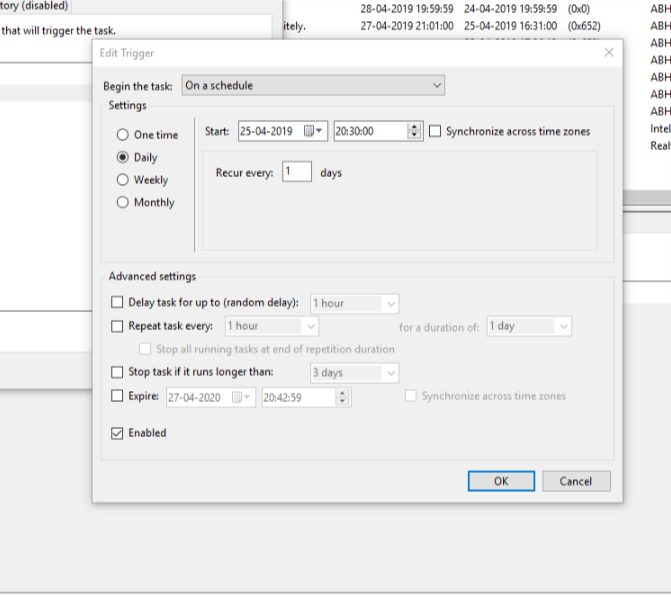 tory (disabled)
that will trigger the task.
itely.
28-04-2019 19:59:59 24-04-2019 19:59:59 (0x0) ABH
27-04-2019 21:01:00 25-04-2019 16:31:00 (0x652) ABH
ABH
ABH
ABH
ABH
ABH
Intel
Real
Edit Trigger
Begin the task: On a schedule
Settings
One time
Daily
Weekly
Monthly
Start: 25-04-2019 20:30:00 Synchronize across time zones
Recur every: 1 days
Advanced settings
Delay task for up to (random delay): 1 hour
Repeat task every: 1 hour for a duration of: 1 day
Stop all running tasks at end of repetition duration
Stop task if it runs longer than: 3 days
Expire: 27-04-2020 20:42:59 Synchronize across time zones
Enabled
OK Cancel